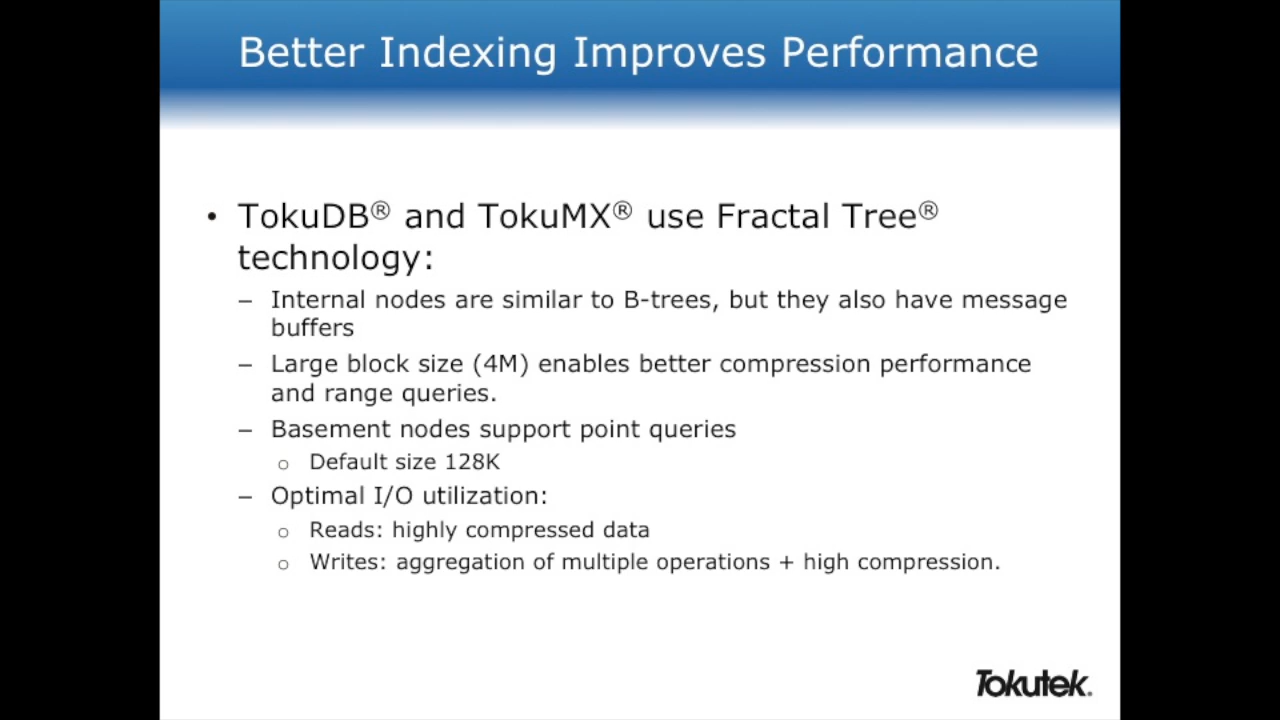 Better Indexing Improves Performance
• TokuDB® and TokuMX® use Fractal Tree®
technology:
– Internal nodes are similar to B-trees, but they also have message
buffers
– Large block size (4M) enables better compression performance
and range queries.
– Basement nodes support point queries
○ Default size 128K
– Optimal I/O utilization:
○ Reads: highly compressed data
○ Writes: aggregation of multiple operations + high compression.
Tokutek®